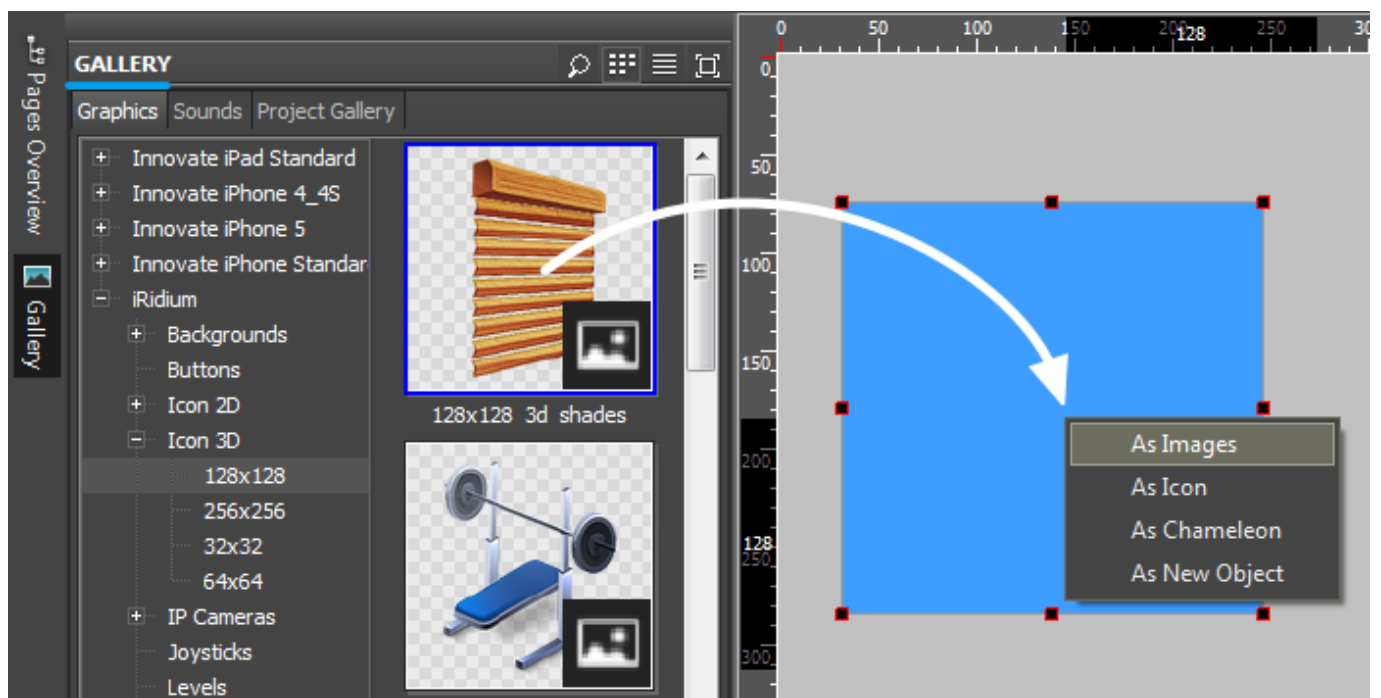 Pages Overview
Gallery
GALLERY
Graphics Sounds Project Gallery
Innovate iPad Standard
Innovate iPhone 4_4S
Innovate iPhone 5
Innovate iPhone Standar
iRidium
Backgrounds
Buttons
Icon 2D
Icon 3D
128x128
256x256
32x32
64x64
IP Cameras
Joysticks
Levels
128x128 3d shades
0 50 100 150 200 128 250 30
0
50
100
150
200
128
250
300
As Images
As Icon
As Chameleon
As New Object